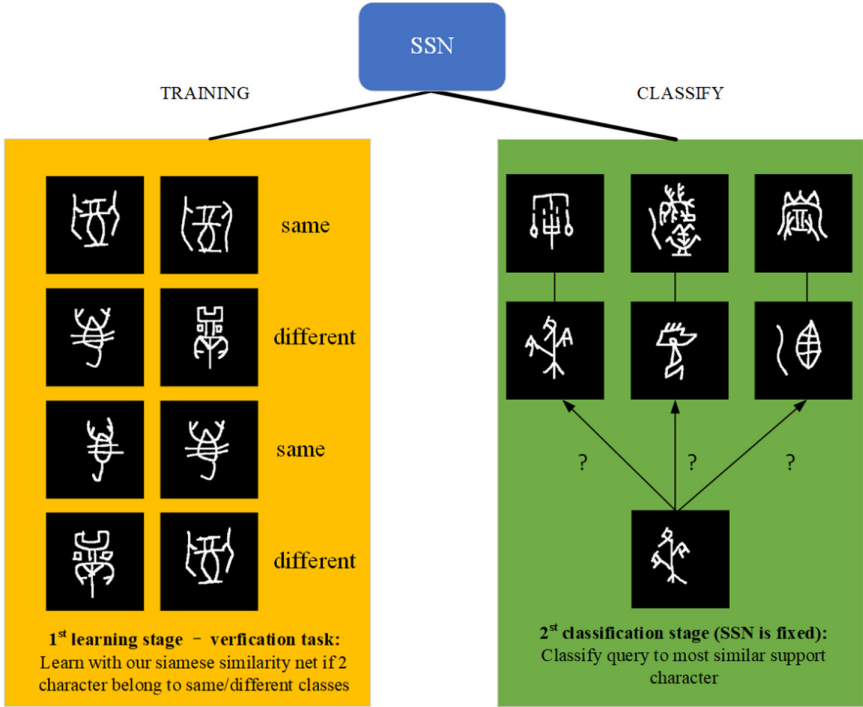 SSN
TRAINING
CLASSIFY
same
different
same
different
1st learning stage - verfication task:
Learn with our siamese similarity net if 2
character belong to same/different classes
? ? ?
2st classification stage (SSN is fixed):
Classify query to most similar support
character